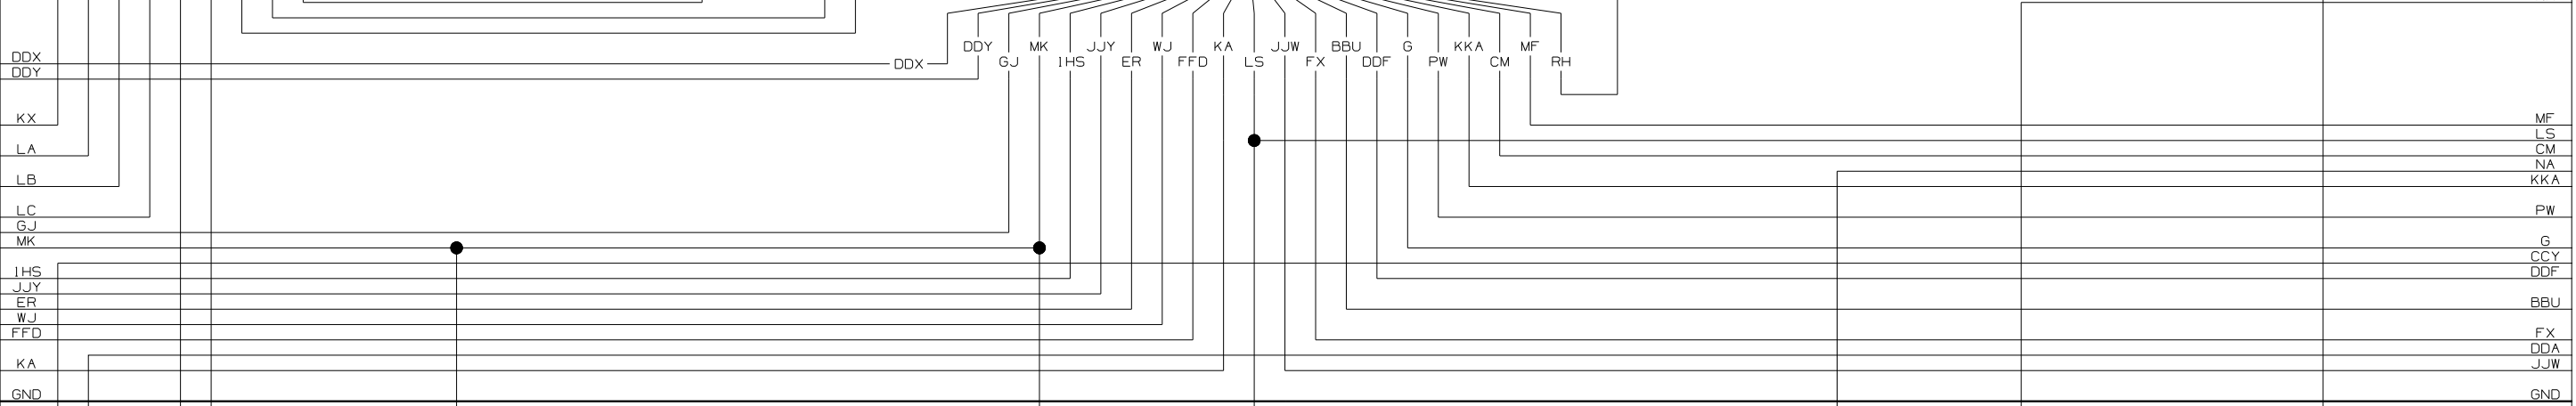 DDY MK JJY WJ KA JJW BBU G KKA MF
DDX DDX GJ 1HS ER FFD LS FX DDF PW CM RH
DDY
KX MF
LS
LA CM
NA
LB KKA
LC PW
GJ
MK G
CCY
1HS DDF
JJY
ER BBU
WJ
FFD FX
DDA
KA JJW
GND GND